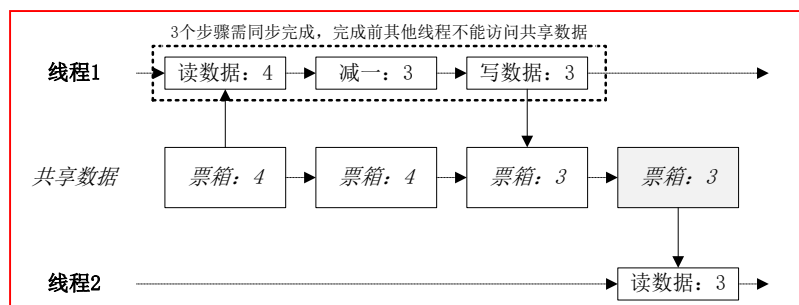 3个步骤需同步完成，完成前其他线程不能访问共享数据
线程1
读数据：4
减一：3
写数据：3
共享数据
票箱：4
票箱：4
票箱：3
票箱：3
线程2
读数据：3